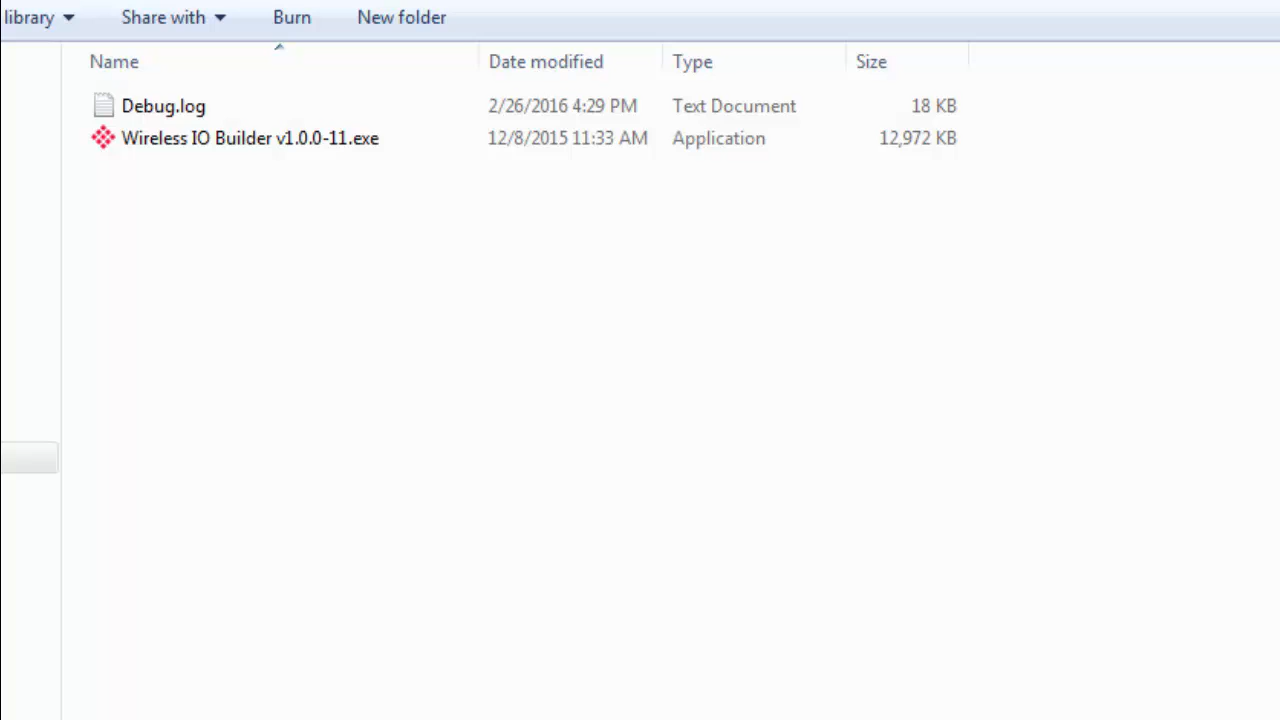 library Share with Burn New folder
Name Date modified Type Size
Debug.log 2/26/2016 4:29 PM Text Document 18 KB
Wireless IO Builder v1.0.0-11.exe 12/8/2015 11:33 AM Application 12,972 KB